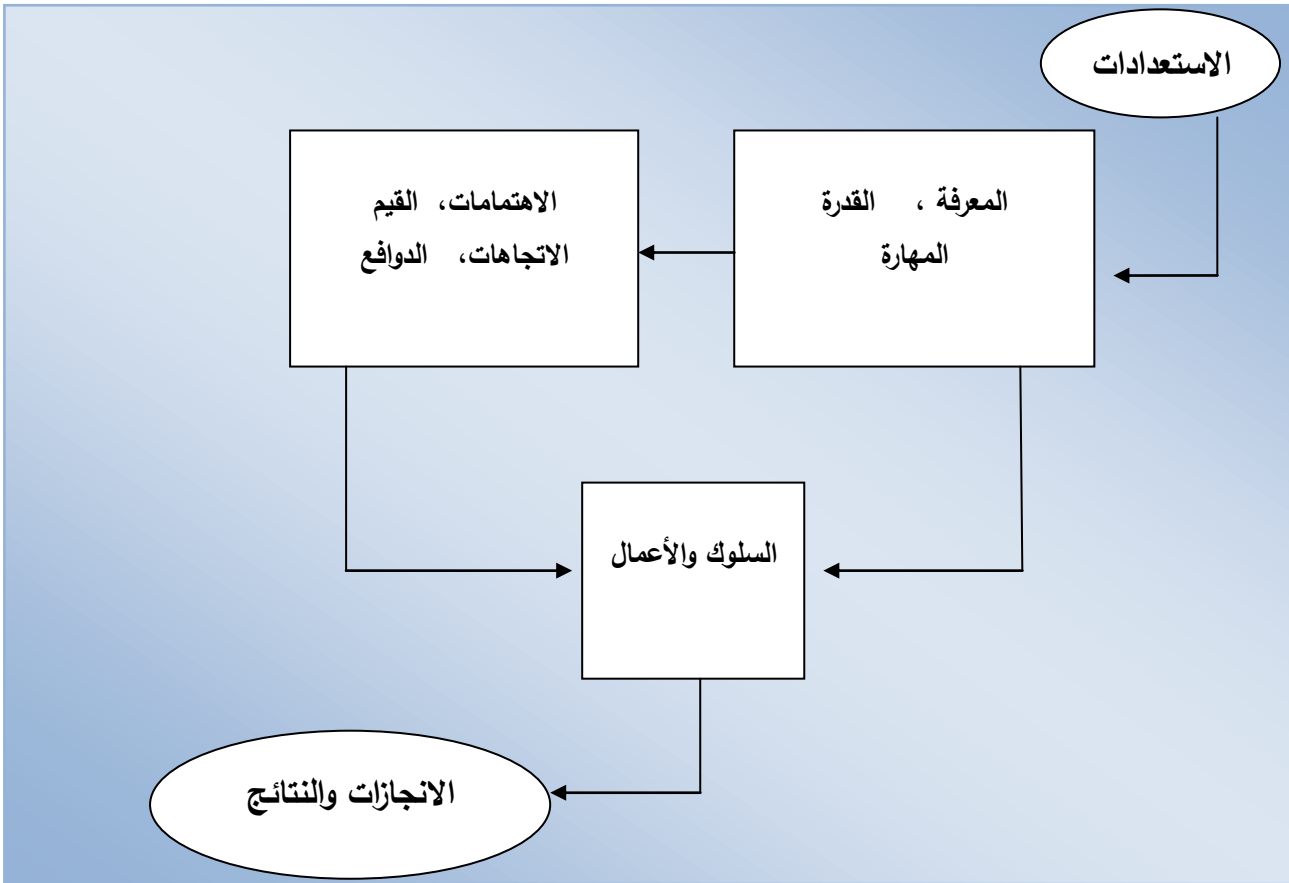 الاستعدادات
المعرفة ، القدرة
المهارة
الاهتمامات، القيم
الاتجاهات، الدوافع
السلوك والأعمال
الانجازات والنتائج